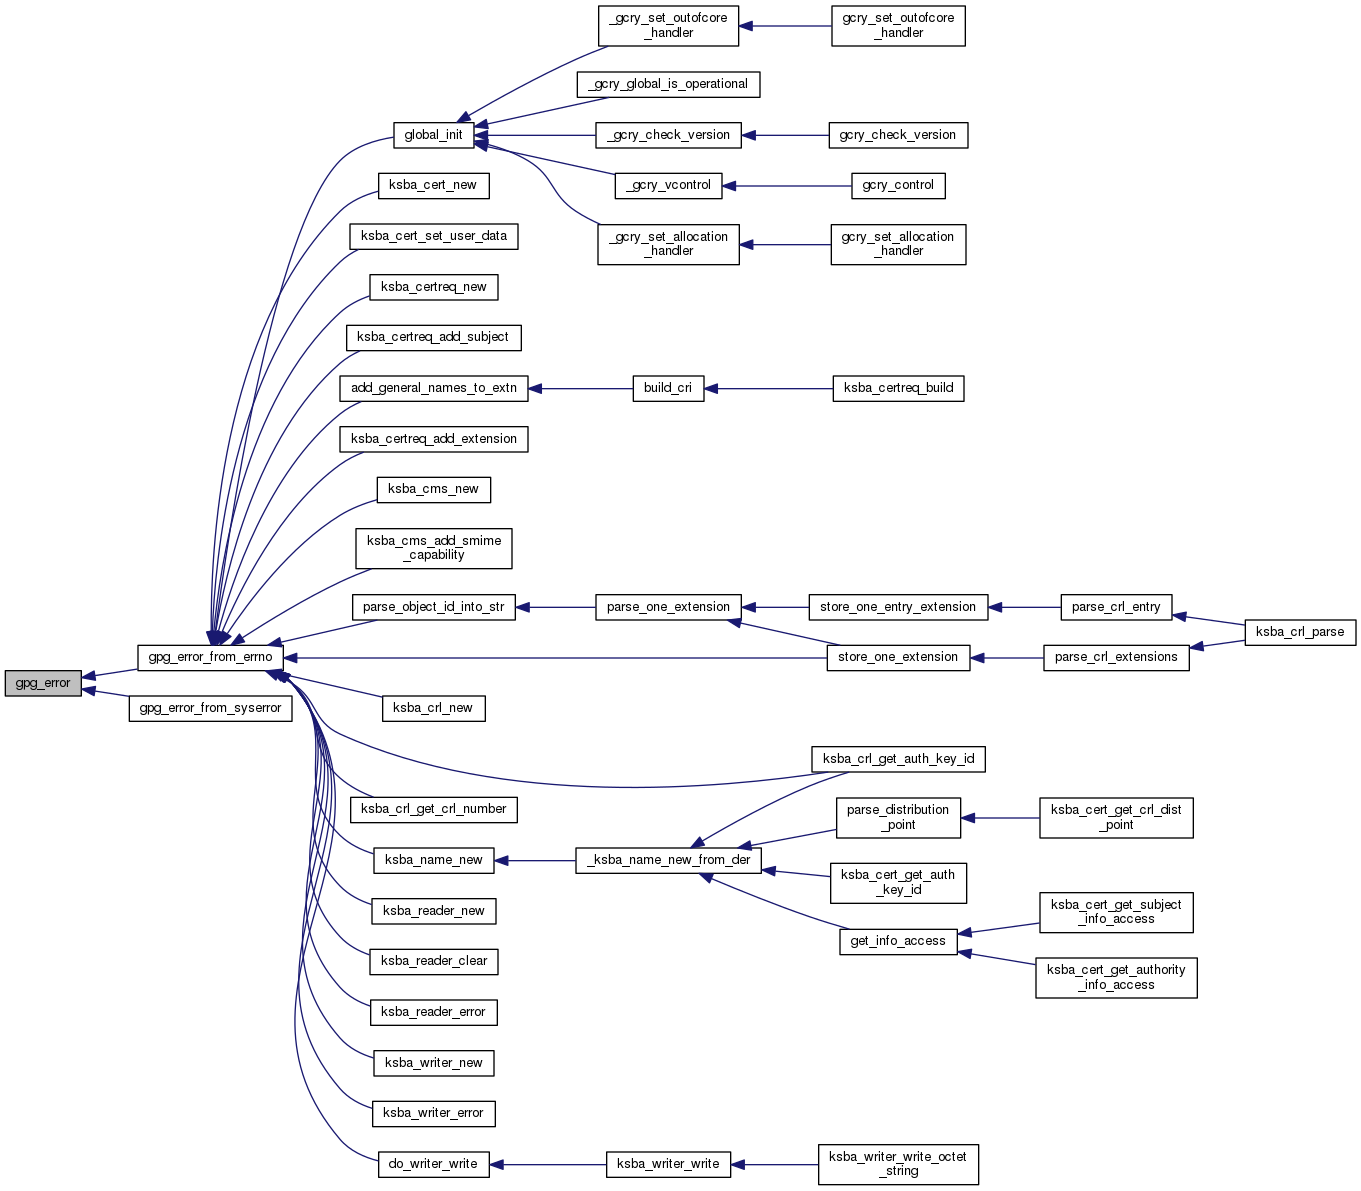 _gcry_set_outofcore
_handler
gcry_set_outofcore
_handler
_gcry_global_is_operational
global_init
_gcry_check_version
gcry_check_version
ksba_cert_new
_gcry_vcontrol
gcry_control
ksba_cert_set_user_data
_gcry_set_allocation
_handler
gcry_set_allocation
_handler
ksba_certreq_new
ksba_certreq_add_subject
add_general_names_to_extn
build_cri
ksba_certreq_build
ksba_certreq_add_extension
ksba_cms_new
ksba_cms_add_smime
_capability
parse_object_id_into_str
parse_one_extension
store_one_entry_extension
parse_crl_entry
ksba_crl_parse
gpg_error_from_errno
store_one_extension
parse_crl_extensions
gpg_error
gpg_error_from_syserror
ksba_crl_new
ksba_crl_get_auth_key_id
ksba_crl_get_crl_number
parse_distribution
_point
ksba_cert_get_crl_dist
_point
ksba_name_new
_ksba_name_new_from_der
ksba_cert_get_auth
_key_id
ksba_reader_new
ksba_cert_get_subject
_info_access
get_info_access
ksba_reader_clear
ksba_cert_get_authority
_info_access
ksba_reader_error
ksba_writer_new
ksba_writer_error
do_writer_write
ksba_writer_write
ksba_writer_write_octet
_string